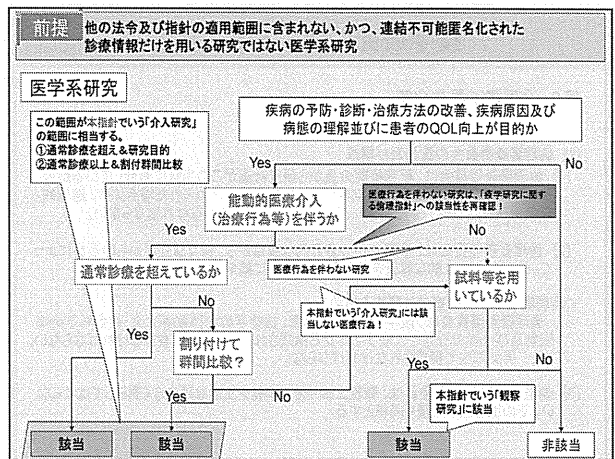 前提
他の法令及び指針の適用範囲に含まれない、かつ、連結不可能匿名化された
診療情報だけを用いる研究ではない医学系研究
医学系研究
この範囲が本指針でいう「介入研究」
の範囲に相当する。
①通常診療を超え&研究目的
②通常診療以上&割付群間比較
疾病の予防・診断・治療方法の改善、疾病原因及び
病態の理解並びに患者のQOL向上が目的か
Yes
No
能動的医療介入
(治療行為等)を伴うか
医療行為を伴わない研究は、「疫学研究に関する
倫理指針」への該当性を再確認!
Yes
No
通常診療を超えているか
医療行為を伴わない研究
試料等を用
いているか
No
本指針でいう「介入研究」には該
当しない医療行為!
Yes
割り付けて
群間比較?
Yes
No
Yes
No
本指針でいう「観察
研究」に該当
該当
該当
該当
非該当